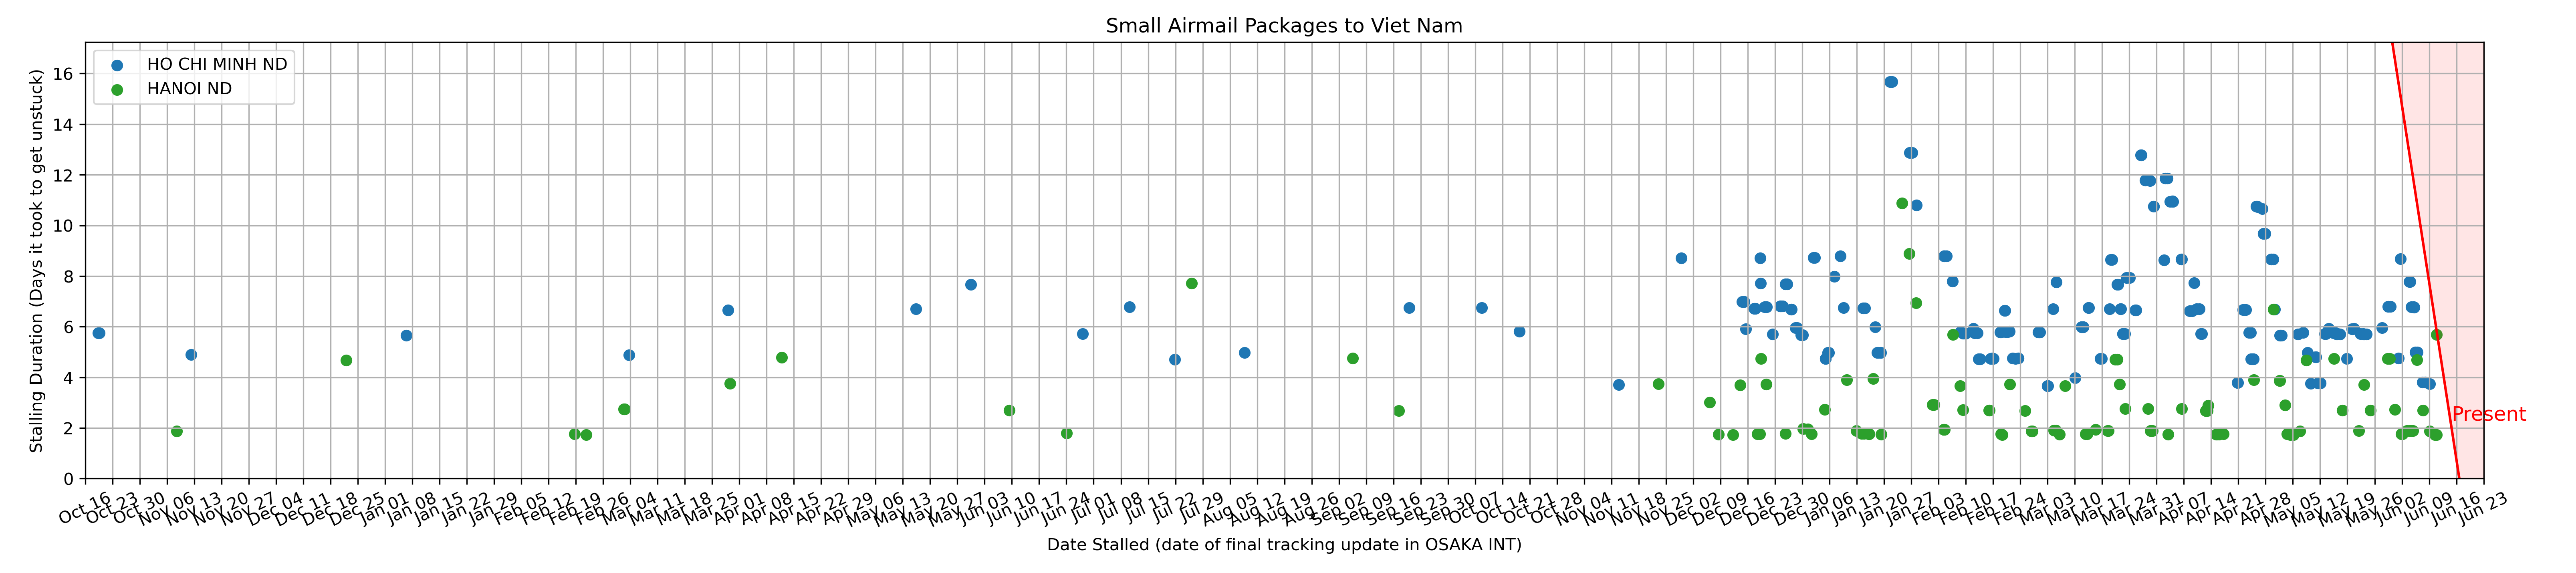 Small Airmail Packages to Viet Nam
HO CHI MINH ND
HANOI ND
Stalling Duration (Days it took to get unstuck)
16
14
12
10
8
6
4
2
0
Present
Oct 16
Oct 23
Oct 30
Nov 06
Nov 13
Nov 20
Nov 27
Dec 04
Dec 11
Dec 18
Dec 25
Jan 01
Jan 08
Jan 15
Jan 22
Jan 29
Feb 05
Feb 12
Feb 19
Feb 26
Mar 04
Mar 11
Mar 18
Mar 25
Apr 01
Apr 08
Apr 15
Apr 22
Apr 29
May 06
May 13
May 20
May 27
Jun 03
Jun 10
Jun 17
Jun 24
Jul 01
Jul 08
Jul 15
Jul 22
Jul 29
Aug 05
Aug 12
Aug 19
Aug 26
Sep 02
Sep 09
Sep 16
Sep 23
Sep 30
Oct 07
Oct 14
Oct 21
Oct 28
Nov 04
Nov 11
Nov 18
Nov 25
Dec 02
Dec 09
Dec 16
Dec 23
Dec 30
Jan 06
Jan 13
Jan 20
Jan 27
Feb 03
Feb 10
Feb 17
Feb 24
Mar 03
Mar 10
Mar 17
Mar 24
Mar 31
Apr 07
Apr 14
Apr 21
Apr 28
May 05
May 12
May 19
May 26
Jun 02
Jun 09
Jun 16
Jun 23
Date Stalled (date of final tracking update in OSAKA INT)